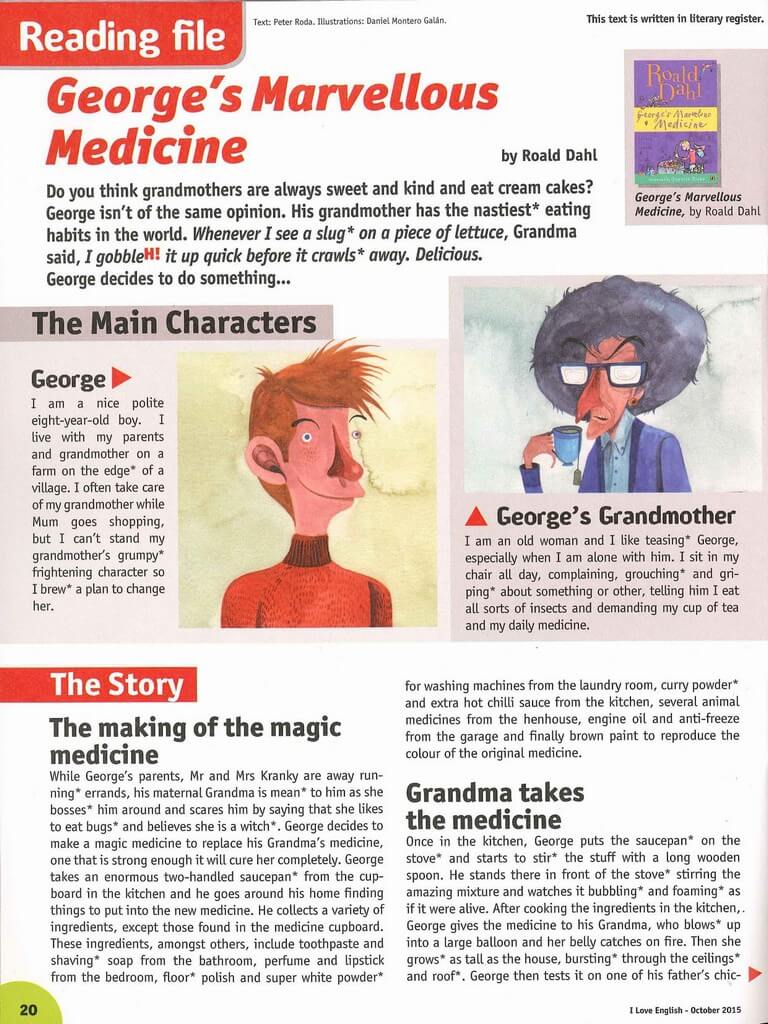 Reading file
Text: Peter Roda. Illustrations: Daniel Montero Galán.
This text is written in literary register.
George's Marvellous
Medicine
by Roald Dahl
Roald
Dahl
George's Marvellous
Medicine
George's Marvellous
Medicine, by Roald Dahl
Do you think grandmothers are always sweet and kind and eat cream cakes?
George isn't of the same opinion. His grandmother has the nastiest* eating
habits in the world. Whenever I see a slug* on a piece of lettuce, Grandma
said, I gobbleH! it up quick before it crawls* away. Delicious.
George decides to do something...
The Main Characters
George
I am a nice polite
eight-year-old boy. I
live with my parents
and grandmother on a
farm on the edge* of a
village. I often take care
of my grandmother while
Mum goes shopping,
but I can't stand my
grandmother's grumpy*
frightening character so
I brew* a plan to change
her.
George's Grandmother
I am an old woman and I like teasing* George,
especially when I am alone with him. I sit in my
chair all day, complaining, grouching* and gri-
ping* about something or other, telling him I eat
all sorts of insects and demanding my cup of tea
and my daily medicine.
The Story
The making of the magic
medicine
While George's parents, Mr and Mrs Kranky are away run-
ning* errands, his maternal Grandma is mean* to him as she
bosses* him around and scares him by saying that she likes
to eat bugs* and believes she is a witch*. George decides to
make a magic medicine to replace his Grandma's medicine,
one that is strong enough it will cure her completely. George
takes an enormous two-handled saucepan* from the cup-
board in the kitchen and he goes around his home finding
things to put into the new medicine. He collects a variety of
ingredients, except those found in the medicine cupboard.
These ingredients, amongst others, include toothpaste and
shaving* soap from the bathroom, perfume and lipstick
from the bedroom, floor* polish and super white powder*
for washing machines from the laundry room, curry powder*
and extra hot chilli sauce from the kitchen, several animal
medicines from the henhouse, engine oil and anti-freeze
from the garage and finally brown paint to reproduce the
colour of the original medicine.
Grandma takes
the medicine
Once in the kitchen, George puts the saucepan* on the
stove* and starts to stir* the stuff with a long wooden
spoon. He stands there in front of the stove* stirring the
amazing mixture and watches it bubbling* and foaming* as
if it were alive. After cooking the ingredients in the kitchen,.
George gives the medicine to his Grandma, who blows* up
into a large balloon and her belly catches on fire. Then she
grows* as tall as the house, bursting* through the ceilings*
and roof*. George then tests it on one of his father's chic-
20
I Love English - October 2015